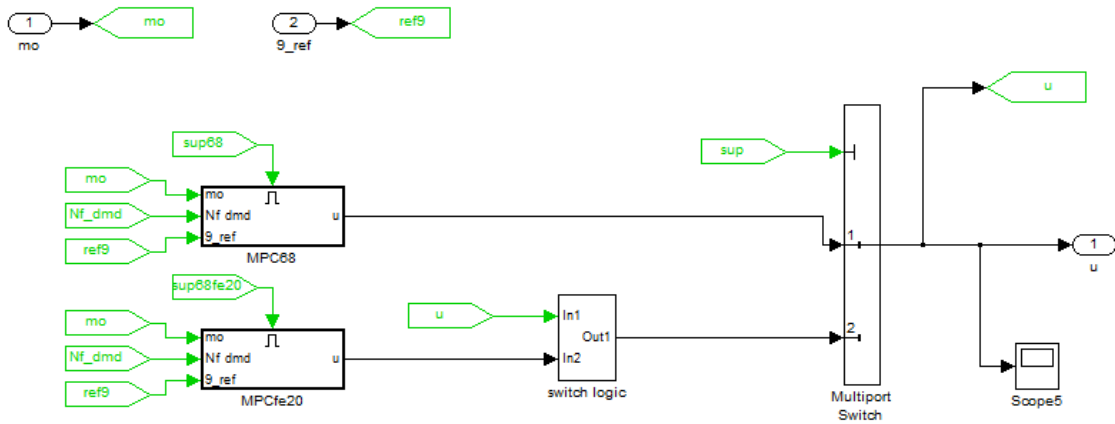 1
mo
mo
2
ref9
9_ref
u
sup68
sup
mo
Nf_dmd
ref9
mo
Nf dmd
9_ref
u
MPC68
1
1
u
sup68fe20
mo
Nf_dmd
ref9
mo
Nf dmd
9_ref
u
MPCfe20
u
In1
In2
Out1
switch logic
2
Multiport
Switch
Scope5